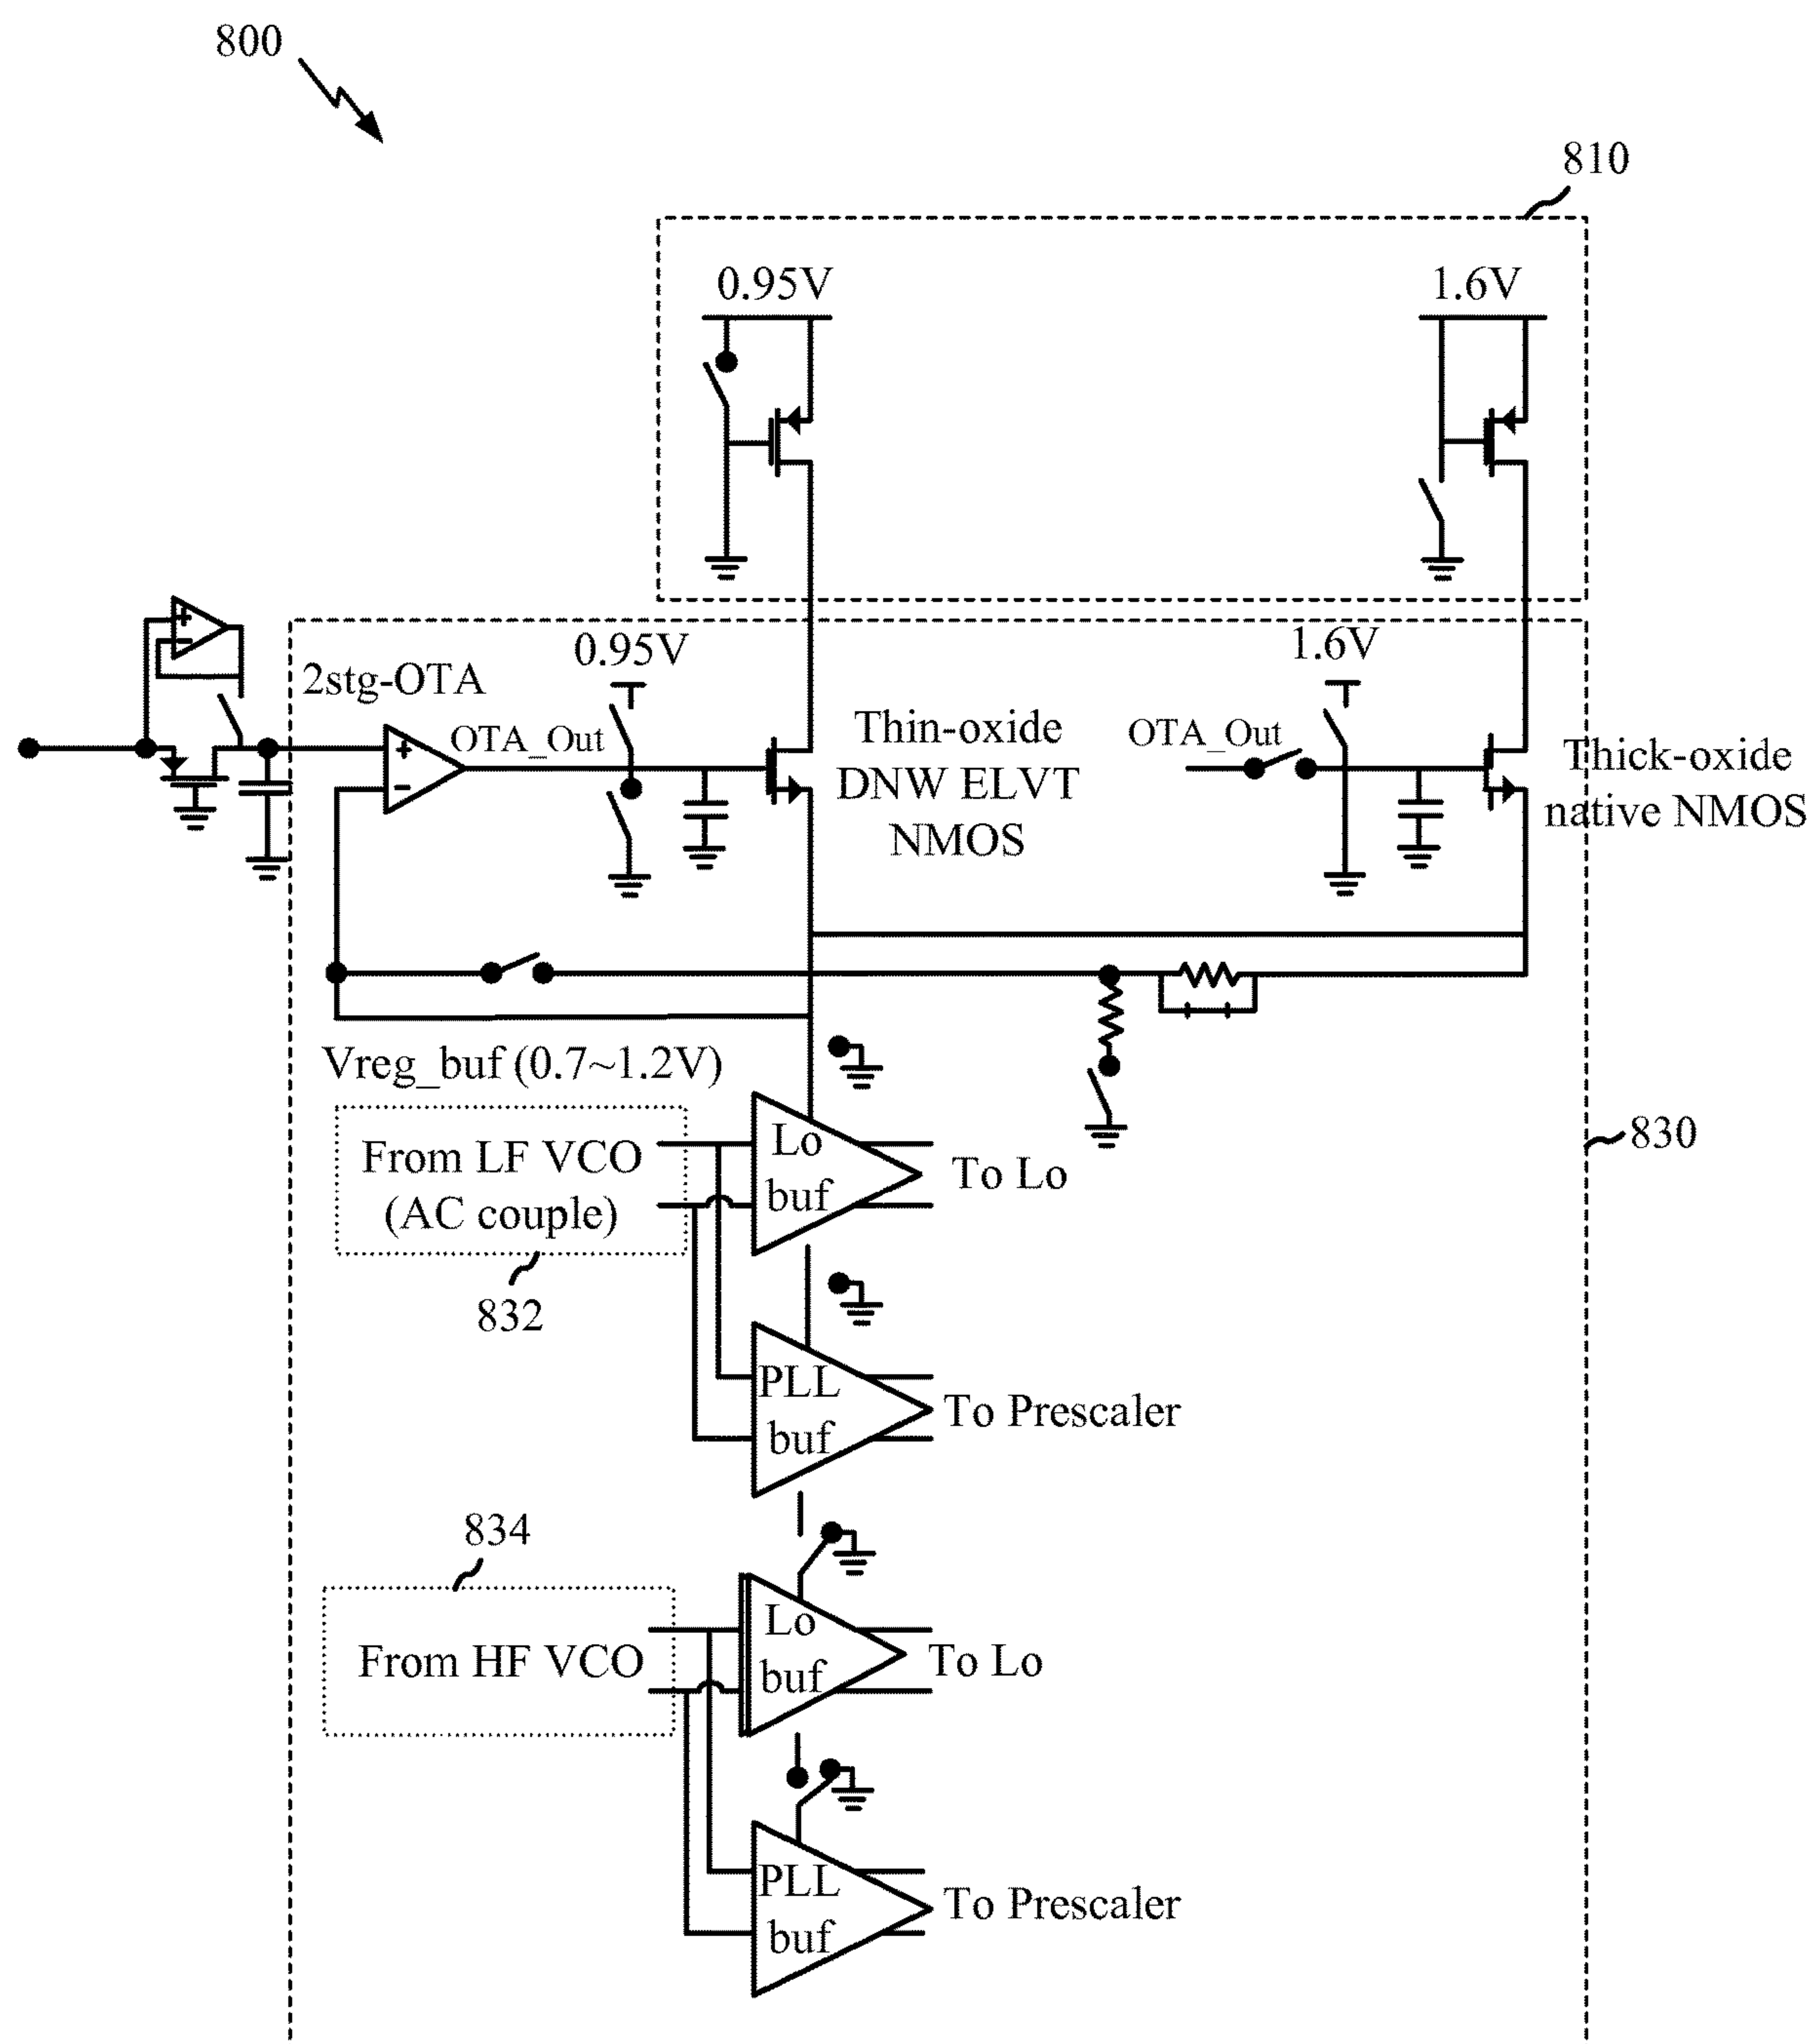 800
810
0.95V
1.6V
2stg-OTA
0.95V
1.6V
OTA_Out
Thin-oxide
DNW ELVT
NMOS
OTA_Out
Thick-oxide
native NMOS
+
-
+
-
Vreg_buf (0.7~1.2V)
From LF VCO
(AC couple)
832
Lo
buf
To Lo
830
PLL
buf
To Prescaler
834
From HF VCO
Lo
buf
To Lo
PLL
buf
To Prescaler